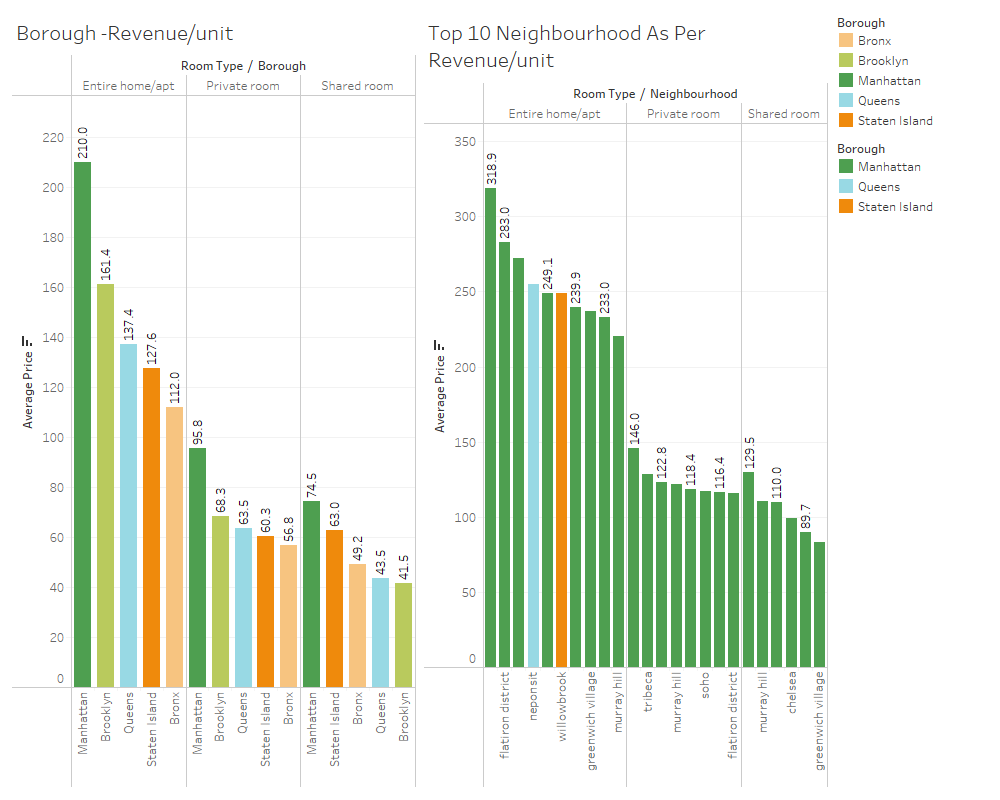 Borough -Revenue/unit
Room Type / Borough
Entire home/apt
Private room
Shared room
Average Price
220
200
180
160
140
120
100
80
60
40
20
0
210.0
161.4
137.4
127.6
112.0
95.8
68.3
63.5
60.3
56.8
74.5
63.0
49.2
43.5
41.5
Manhattan
Brooklyn
Queens
Staten Island
Bronx
Manhattan
Brooklyn
Queens
Staten Island
Bronx
Manhattan
Staten Island
Bronx
Queens
Brooklyn
Top 10 Neighbourhood As Per
Revenue/unit
Room Type / Neighbourhood
Entire home/apt
Private room
Shared room
Average Price
350
300
250
200
150
100
50
0
318.9
283.0
249.1
239.9
233.0
146.0
122.8
118.4
116.4
129.5
110.0
89.7
flatiron district
neponsit
willowbrook
greenwich village
murray hill
tribeca
murray hill
soho
flatiron district
murray hill
chelsea
greenwich village
Borough
Bronx
Brooklyn
Manhattan
Queens
Staten Island
Borough
Manhattan
Queens
Staten Island